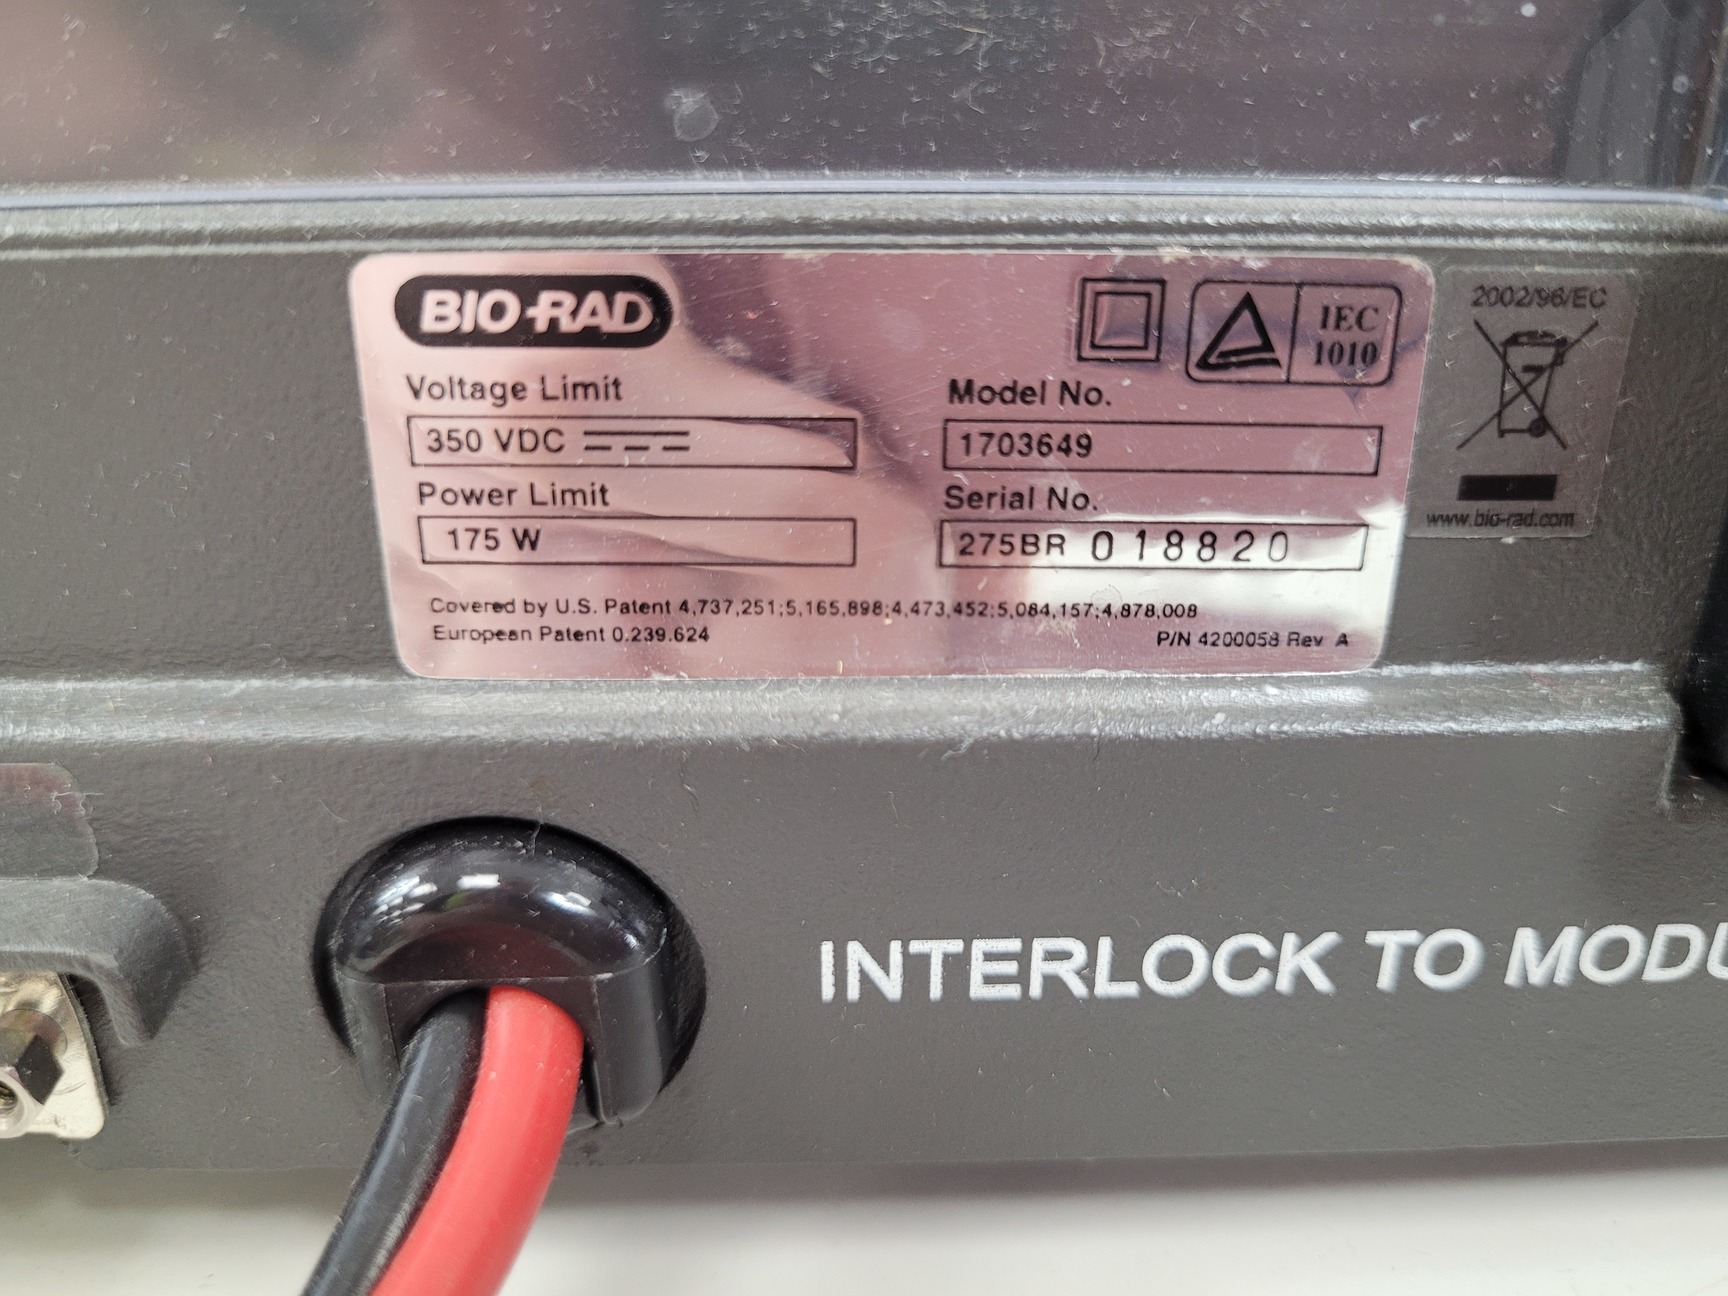 BIO-RAD
IEC
1010
Voltage Limit
350 VDC
Power Limit
175 W
Model No.
1703649
Serial No.
275BR 018820
Covered by U.S. Patent 4,737,251;5,165,898;4,473,452;5,084,157;4,878,008
European Patent 0.239.624
P/N 4200058 Rev A
2002/96/EC
www.bio-rad.com
INTERLOCK TO MODU